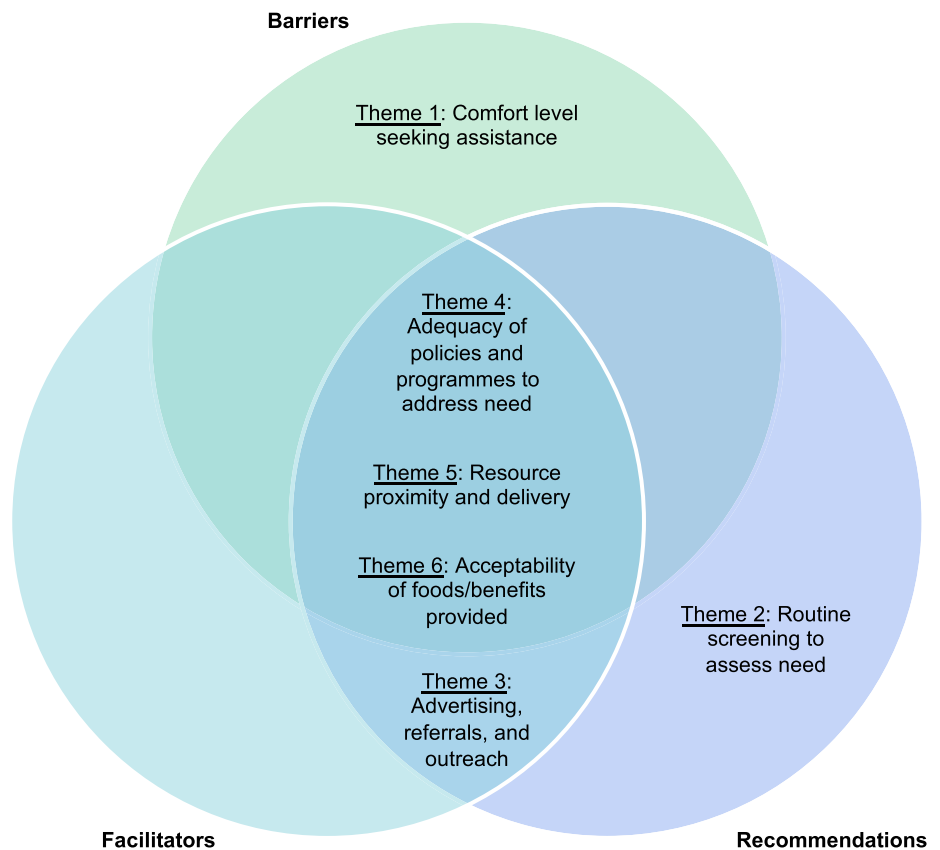 Barriers
Theme 1: Comfort level
seeking assistance
Theme 4:
Adequacy of
policies and
programmes to
address need
Theme 5: Resource
proximity and delivery
Theme 6: Acceptability
of foods/benefits
provided
Theme 2: Routine
screening to
assess need
Theme 3:
Advertising,
referrals, and
outreach
Facilitators
Recommendations